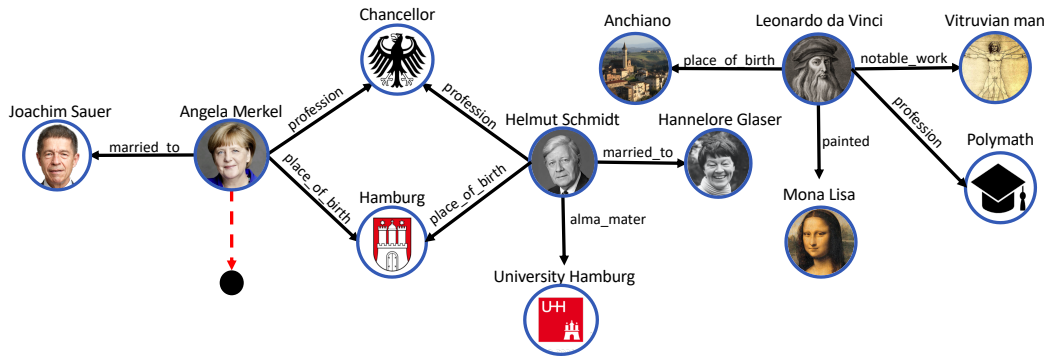 Chancellor
Anchiano
Leonardo da Vinci
Vitruvian man
place_of_birth
notable_work
Joachim Sauer
Angela Merkel
profession
profession
Helmut Schmidt
Hannelore Glaser
profession
married_to
married_to
painted
Polymath
place_of_birth
Hamburg
place_of_birth
alma_mater
Mona Lisa
University Hamburg
UHH